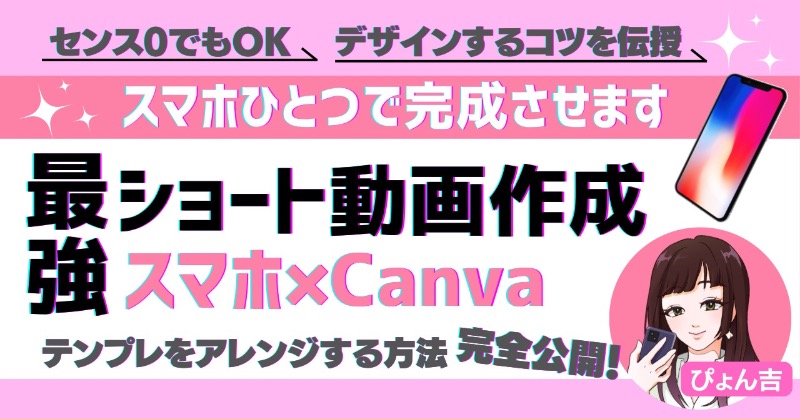 センス0でもOK デザインするコツを伝授
スマホひとつで完成させます
最強
ショート動画作成
スマホ×Canva
テンプレをアレンジする方法 完全公開!
ぴょん吉